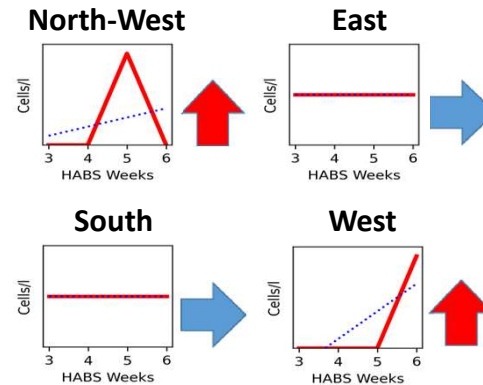 North-West
Cells/l
3 4 5 6
HABS Weeks
East
Cells/l
3 4 5 6
HABS Weeks
South
Cells/l
3 4 5 6
HABS Weeks
West
Cells/l
3 4 5 6
HABS Weeks